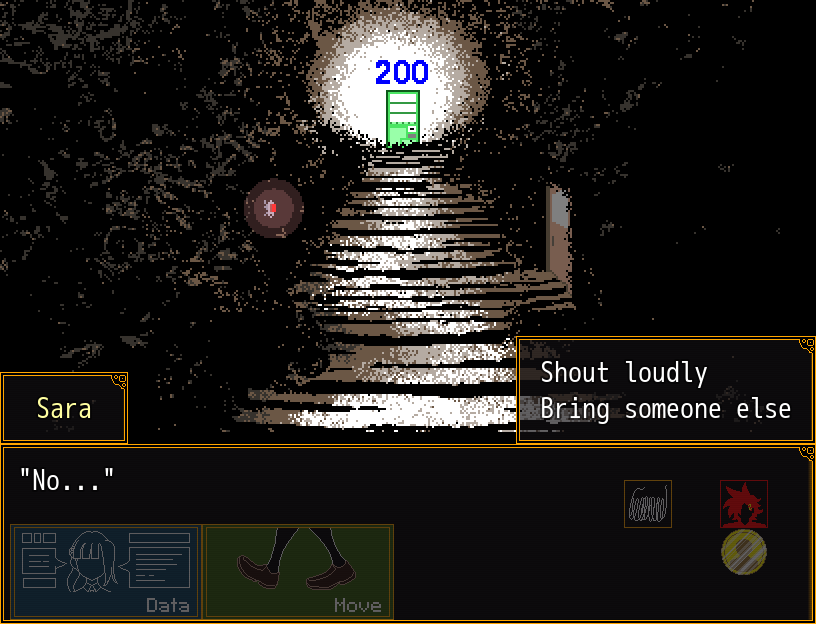 200
Shout loudly
Bring someone else
Sara
"No..."
Data
Move